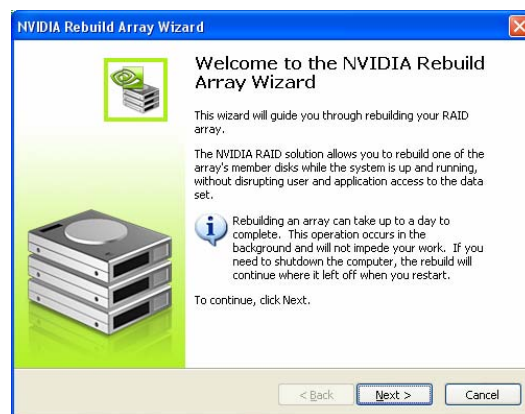 NVIDIA Rebuild Array Wizard
Welcome to the NVIDIA Rebuild
Array Wizard
This wizard will guide you through rebuilding your RAID
array.
The NVIDIA RAID solution allows you to rebuild one of the
array's member disks while the system is up and running,
without disrupting user and application access to the data
set.
Rebuilding an array can take up to a day to
complete. This operation occurs in the
background and will not impede your work. If you
need to shutdown the computer, the rebuild will
continue where it left off when you restart.
To continue, click Next.
< Back Next > Cancel